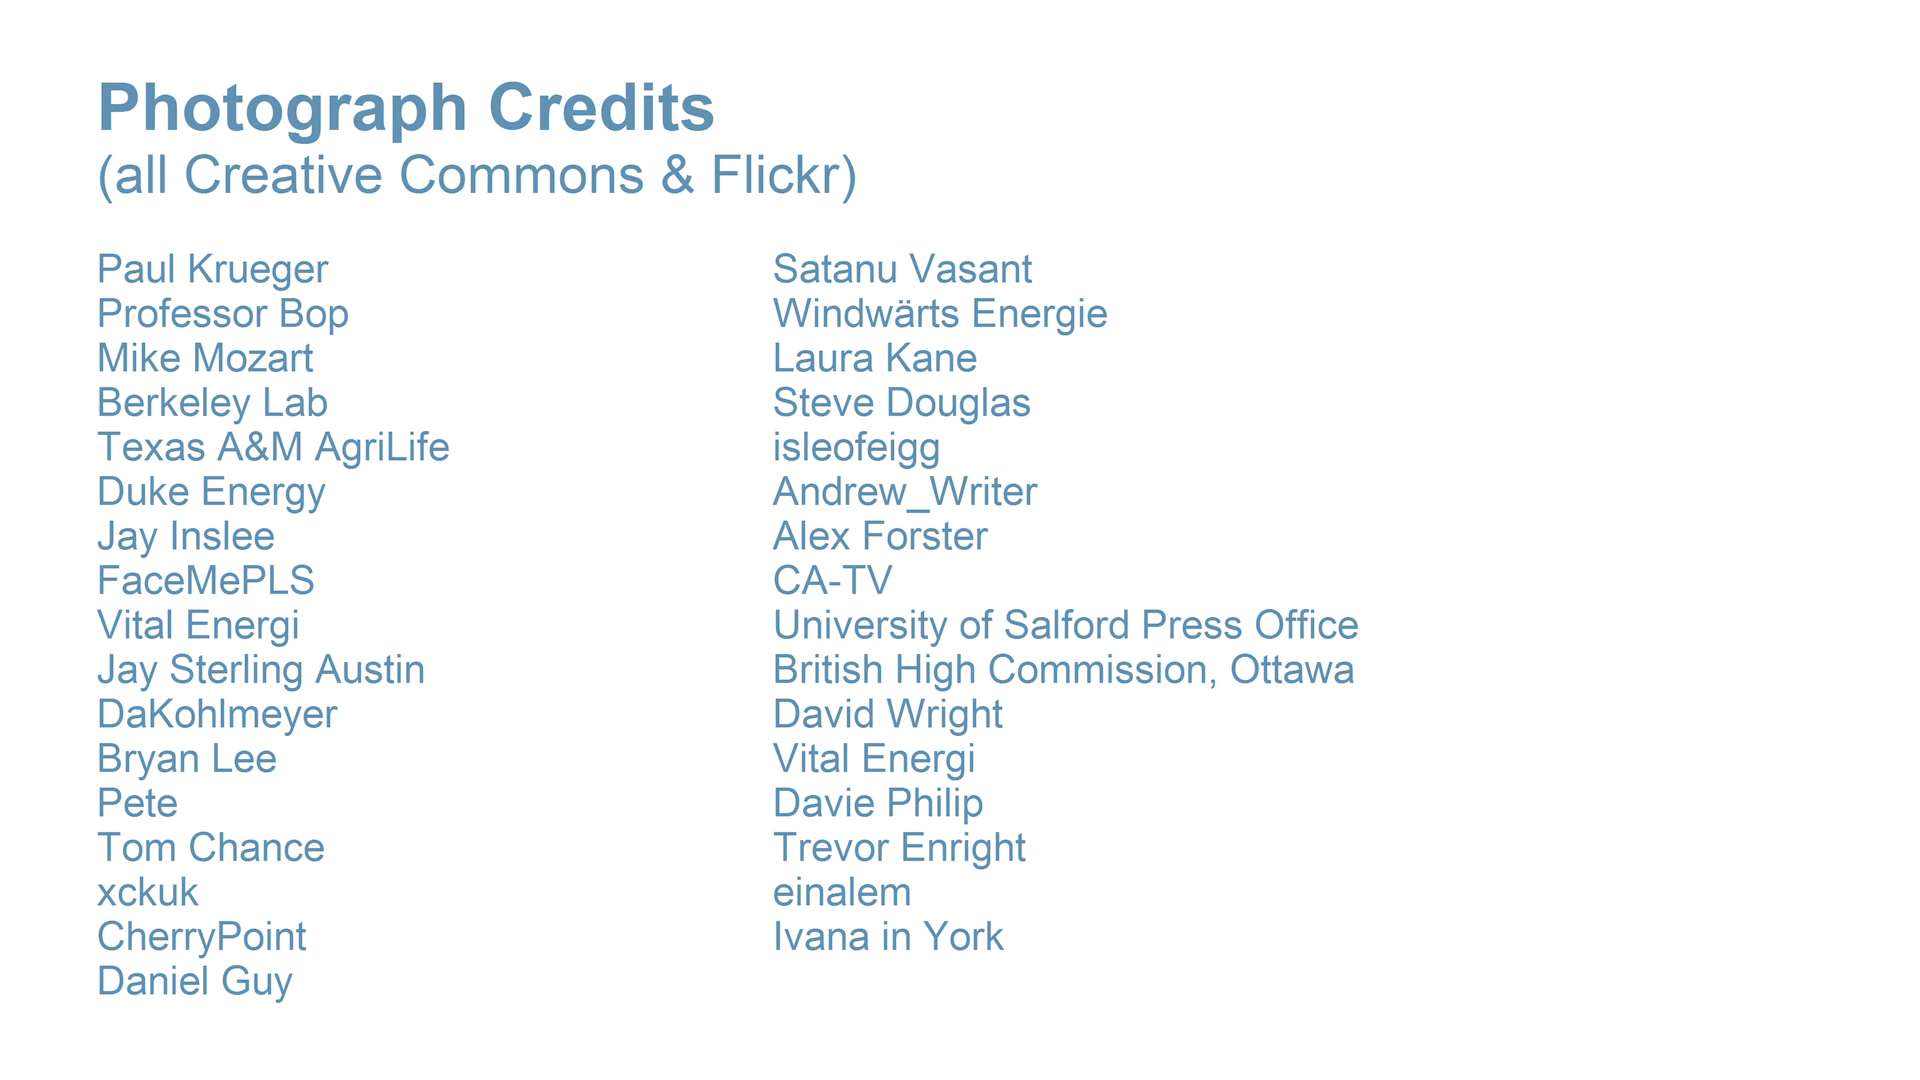 Photograph Credits
(all Creative Commons & Flickr)
Paul Krueger
Professor Bop
Mike Mozart
Berkeley Lab
Texas A&M AgriLife
Duke Energy
Jay Inslee
FaceMePLS
Vital Energi
Jay Sterling Austin
DaKohlmeyer
Bryan Lee
Pete
Tom Chance
xckuk
CherryPoint
Daniel Guy
Satanu Vasant
Windwärts Energie
Laura Kane
Steve Douglas
isleofeigg
Andrew_Writer
Alex Forster
CA-TV
University of Salford Press Office
British High Commission, Ottawa
David Wright
Vital Energi
Davie Philip
Trevor Enright
einalem
Ivana in York